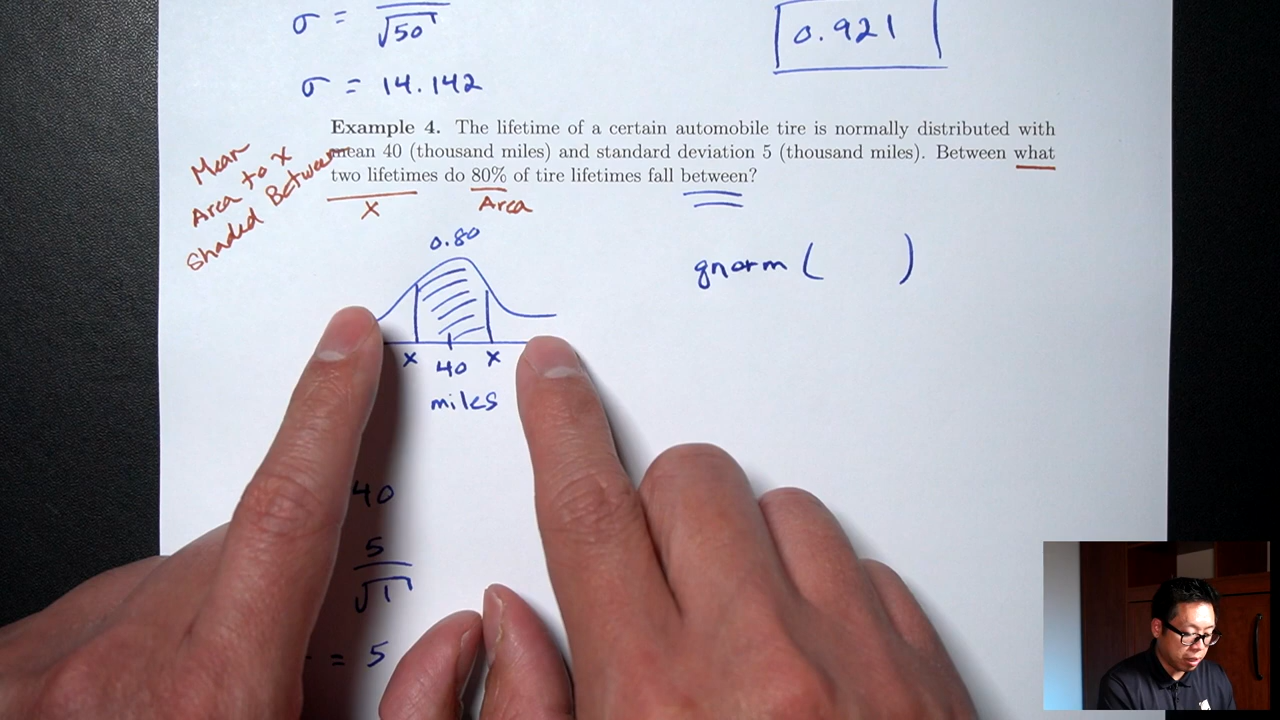 σ = ―/√50
0.921
σ = 14.142
Example 4. The lifetime of a certain automobile tire is normally distributed with
mean 40 (thousand miles) and standard deviation 5 (thousand miles). Between what
two lifetimes do 80% of tire lifetimes fall between?
Mean
Area to x
Shaded Between
x
Area
0.80
qnorm ( )
x 40 x
miles
40
5/√1
= 5